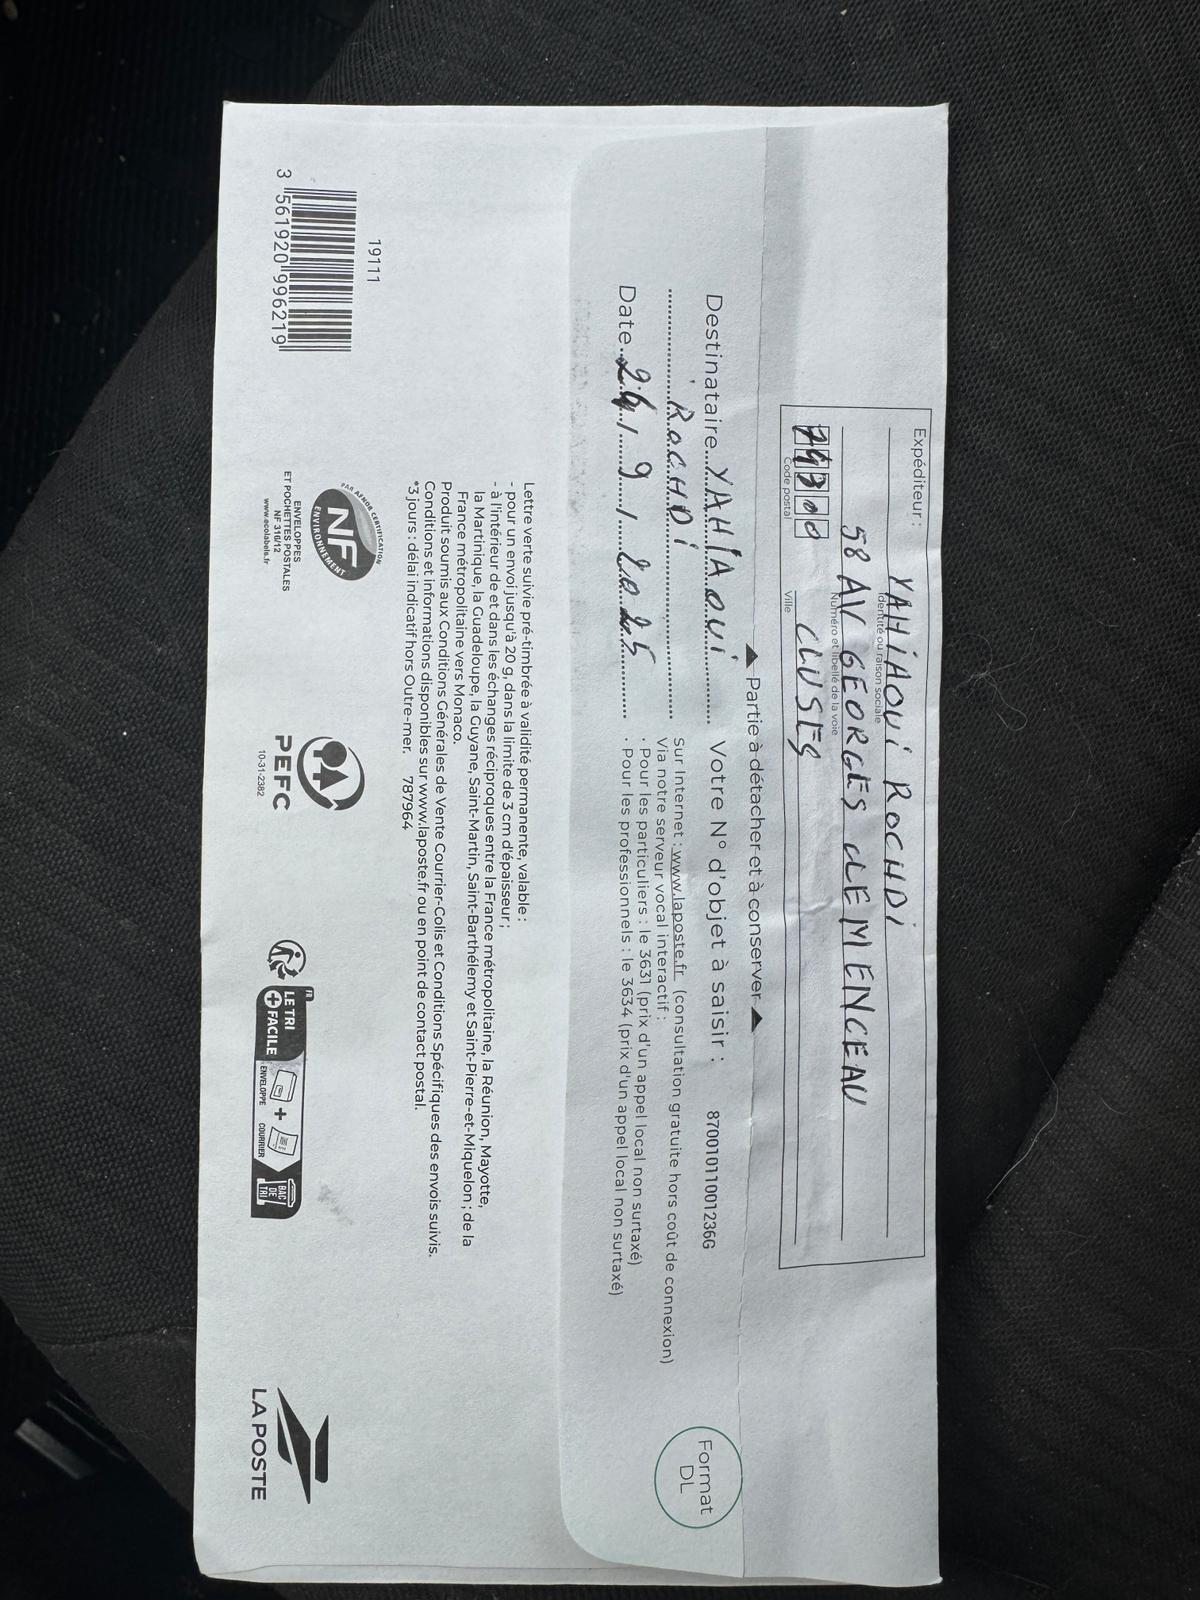 Expéditeur :
YAHiAOUi ROCHDi
Identité ou raison sociale
58 AV GEORGES CLEMENCEAU
Numéro et libellé de la voie
74300 CLUSES
Code postal Ville
Partie à détacher et à conserver
Destinataire YAHiAOUi
ROCHDi
Date / 9 / 2025
Votre N° d'objet à saisir : 87001011001236G
Sur Internet : www.laposte.fr (consultation gratuite hors coût de connexion)
Via notre serveur vocal interactif :
· Pour les particuliers : le 3631 (prix d'un appel local non surtaxé)
· Pour les professionnels : le 3634 (prix d'un appel local non surtaxé)
Format
DL
Lettre verte suivie pré-timbrée à validité permanente, valable :
- pour un envoi jusqu'à 20 g, dans la limite de 3 cm d'épaisseur ;
- à l'intérieur de et dans les échanges réciproques entre la France métropolitaine, la Réunion, Mayotte,
la Martinique, la Guadeloupe, la Guyane, Saint-Martin, Saint-Barthélemy et Saint-Pierre-et-Miquelon ; de la
France métropolitaine vers Monaco.
Produit soumis aux Conditions Générales de Vente Courrier-Colis et Conditions Spécifiques des envois suivis.
Conditions et informations disponibles sur www.laposte.fr ou en point de contact postal.
*3 jours : délai indicatif hors Outre-mer. 787964
19111
3 561920 996219
PAR AFNOR CERTIFICATION
NF
ENVIRONNEMENT
ENVELOPPES
ET POCHETTES POSTALES
NF 316/12
www.ecolabels.fr
PEFC
10-31-2382
FR
LE TRI
+ FACILE
ENVELOPPE
+
COURRIER
BAC
DE
TRI
LA POSTE